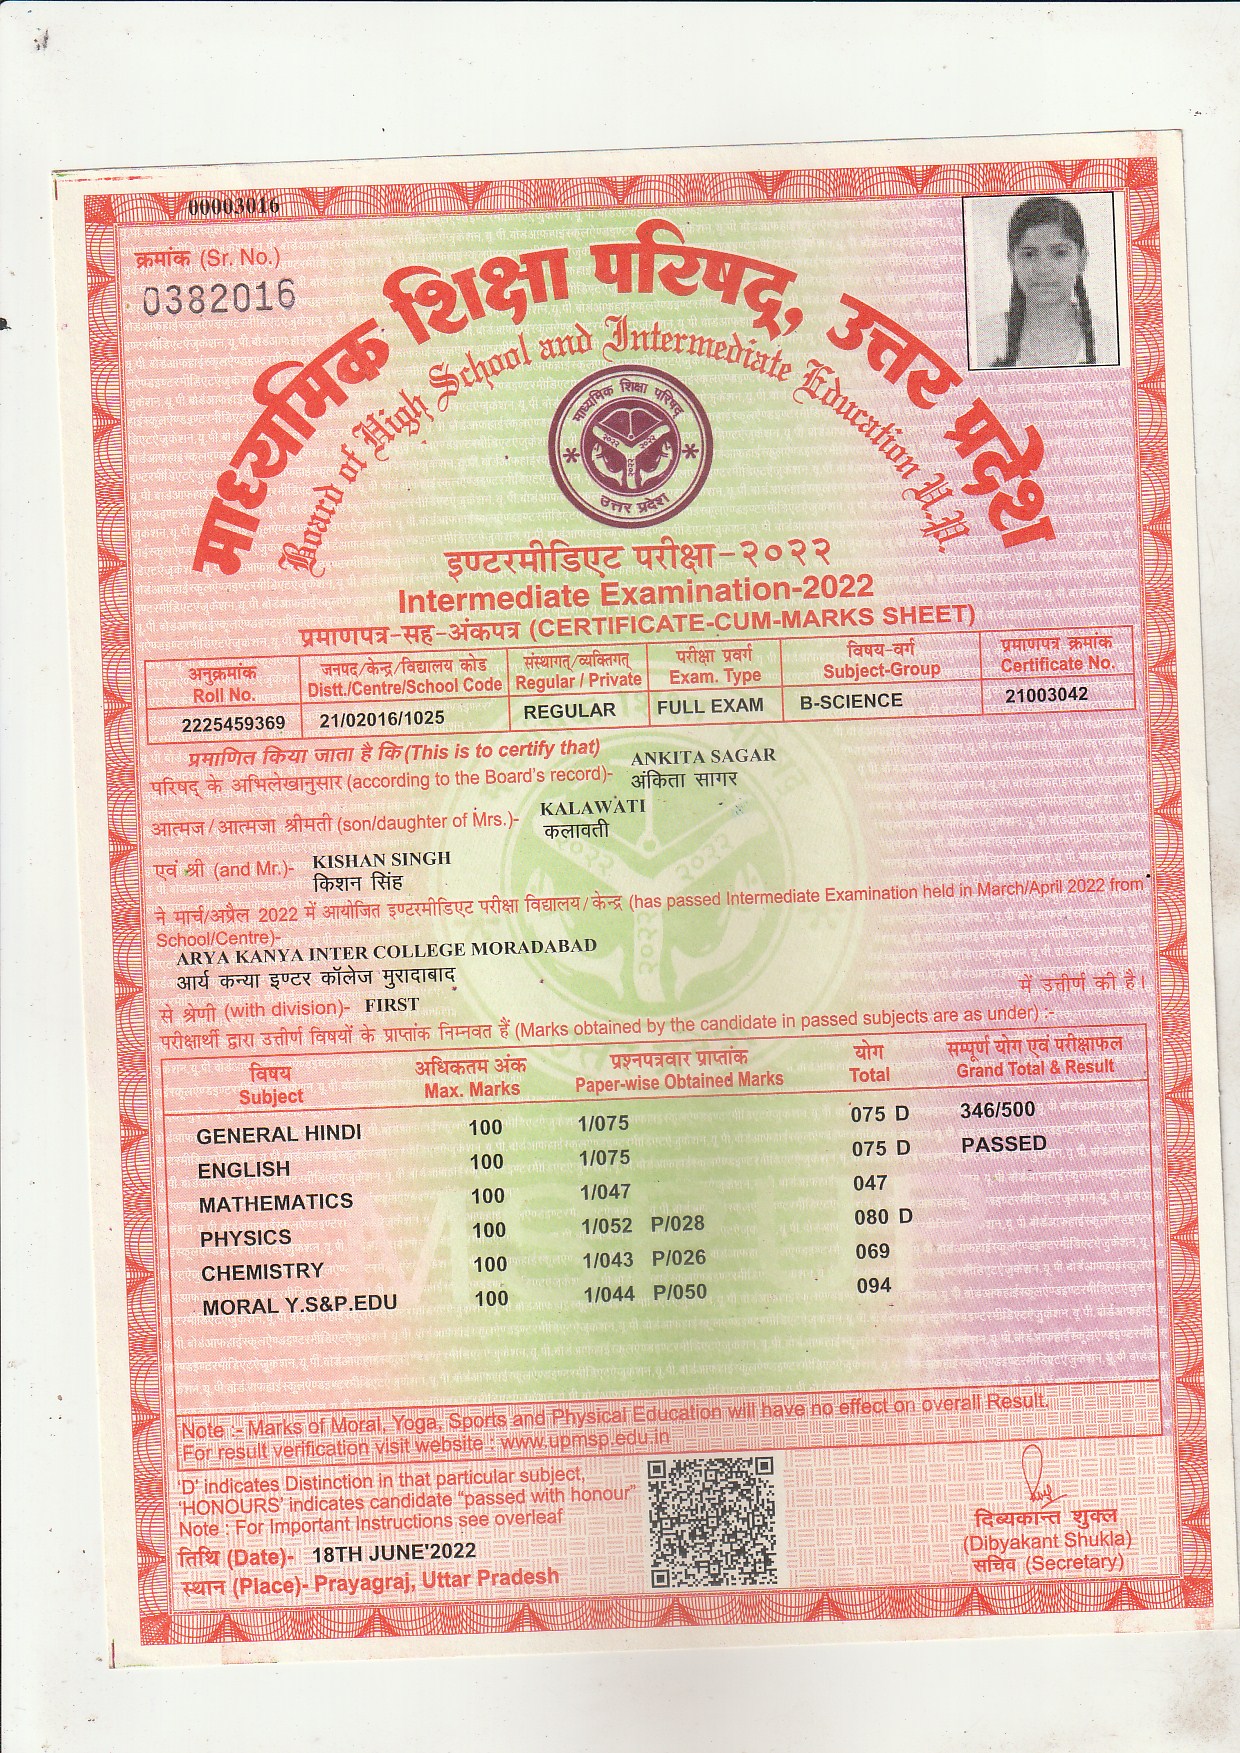 00003016
क्रमांक (Sr. No.)
0382016
माध्यमिक शिक्षा परिषद्, उत्तर प्रदेश
Board of High School and Intermediate Education U.P.
माध्यमिक शिक्षा परिषद्
२०२२ २०२२
२०२२
उत्तर प्रदेश
इण्टरमीडिएट परीक्षा-२०२२
Intermediate Examination-2022
प्रमाणपत्र-सह-अंकपत्र (CERTIFICATE-CUM-MARKS SHEET)
अनुक्रमांक जनपद/केन्द्र/विद्यालय कोड संस्थागत/व्यक्तिगत परीक्षा प्रवर्ग विषय-वर्ग प्रमाणपत्र क्रमांक
Roll No. Distt./Centre/School Code Regular / Private Exam. Type Subject-Group Certificate No.
2225459369 21/02016/1025 REGULAR FULL EXAM B-SCIENCE 21003042
प्रमाणित किया जाता है कि (This is to certify that) ANKITA SAGAR
परिषद् के अभिलेखानुसार (according to the Board's record)- अंकिता सागर
KALAWATI
आत्मज/आत्मजा श्रीमती (son/daughter of Mrs.)- कलावती
एवं श्री (and Mr.)- KISHAN SINGH
किशन सिंह
ने मार्च/अप्रैल 2022 में आयोजित इण्टरमीडिएट परीक्षा विद्यालय/केन्द्र (has passed Intermediate Examination held in March/April 2022 from
School/Centre)-
ARYA KANYA INTER COLLEGE MORADABAD
आर्य कन्या इण्टर कॉलेज मुरादाबाद
से श्रेणी (with division)- FIRST में उत्तीर्ण की है।
परीक्षार्थी द्वारा उत्तीर्ण विषयों के प्राप्तांक निम्नवत हैं (Marks obtained by the candidate in passed subjects are as under) :-
विषय अधिकतम अंक प्रश्नपत्रवार प्राप्तांक योग सम्पूर्ण योग एवं परीक्षाफल
Subject Max. Marks Paper-wise Obtained Marks Total Grand Total & Result
GENERAL HINDI 100 1/075 075 D 346/500
ENGLISH 100 1/075 075 D PASSED
MATHEMATICS 100 1/047 047
PHYSICS 100 1/052 P/028 080 D
CHEMISTRY 100 1/043 P/026 069
MORAL Y.S&P.EDU 100 1/044 P/050 094
Note :- Marks of Moral, Yoga, Sports and Physical Education will have no effect on overall Result.
For result verification visit website : www.upmsp.edu.in
'D' indicates Distinction in that particular subject,
'HONOURS' indicates candidate "passed with honour"
Note : For Important Instructions see overleaf
तिथि (Date)- 18TH JUNE'2022
स्थान (Place)- Prayagraj, Uttar Pradesh
दिव्यकान्त शुक्ल
(Dibyakant Shukla)
सचिव (Secretary)